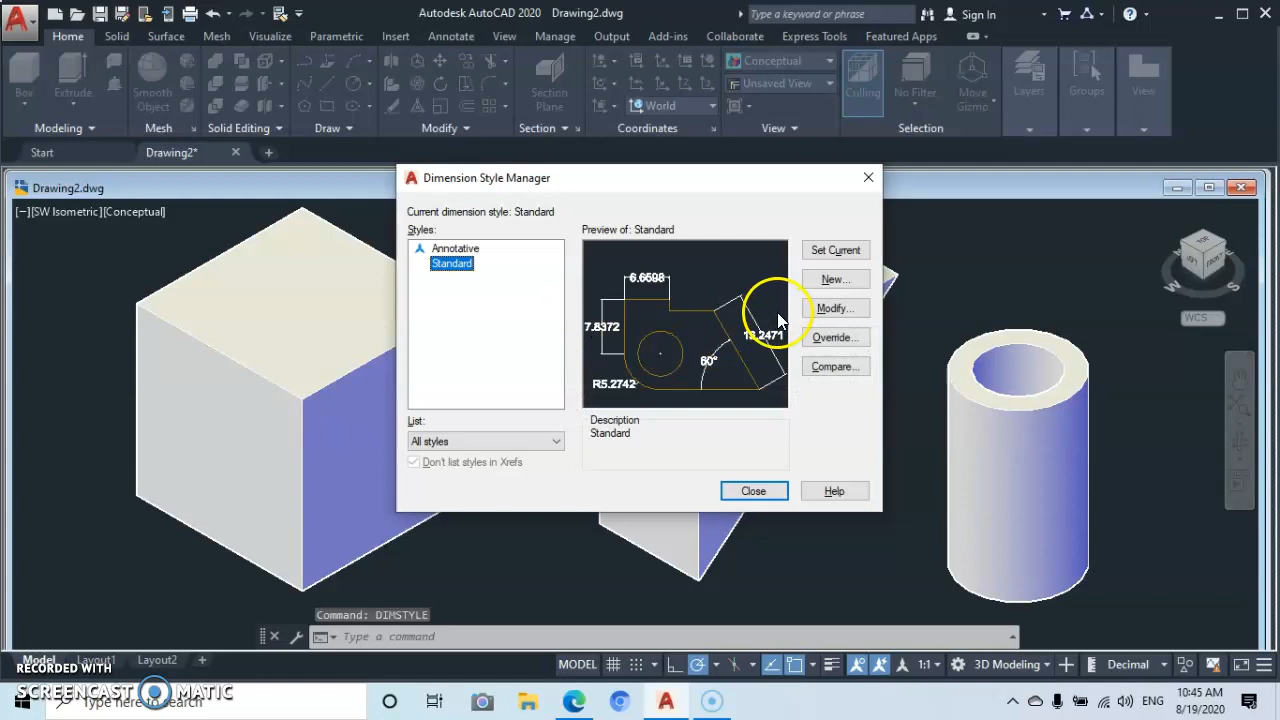 Autodesk AutoCAD 2020 Drawing2.dwg
Type a keyword or phrase
Sign In
Home Solid Surface Mesh Visualize Parametric Insert Annotate View Manage Output Add-ins Collaborate Express Tools Featured Apps
Box
Extrude
Smooth
Object
Section
Plane
World
Conceptual
Unsaved View
Culling
No Filter
Move
Gizmo
Layers
Groups
View
Modeling Mesh Solid Editing Draw Modify Section Coordinates View Selection
Start Drawing2*
Drawing2.dwg
[−][SW Isometric][Conceptual]
Dimension Style Manager
Current dimension style: Standard
Styles:
Annotative
Standard
Preview of: Standard
7.8372
60°
R5.2742
Set Current
New...
Modify...
Override...
Compare...
List:
All styles
Don't list styles in Xrefs
Description
Standard
Close
Help
TOP
FRONT
W
S
WCS
Command: DIMSTYLE
Type a command
Model Layout1 Layout2
MODEL
1:1
3D Modeling
Decimal
RECORDED WITH
SCREENCAST MATIC
Type here to search
ENG
10:45 AM
8/19/2020